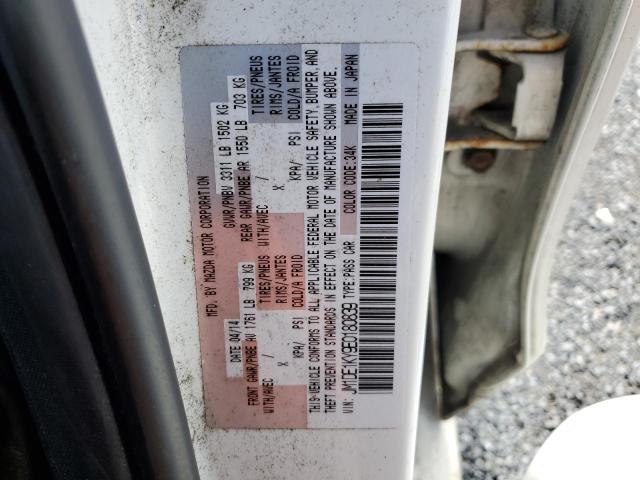 MFD. BY MAZDA MOTOR CORPORATION
DATE 04/14 GVWR/PNBV 3311 LB 1502 KG
FRONT GAWR/PNBE AV 1761 LB 799 KG REAR GAWR/PNBE AR 1550 LB 703 KG
WITH/AVEC TIRES/PNEUS WITH/AVEC TIRES/PNEUS
/ RIMS/JANTES / RIMS/JANTES
X COLD/A FROID X COLD/A FROID
KPA/ PSI KPA/ PSI
THIS VEHICLE CONFORMS TO ALL APPLICABLE FEDERAL MOTOR VEHICLE SAFETY, BUMPER, AND
THEFT PREVENTION STANDARDS IN EFFECT ON THE DATE OF MANUFACTURE SHOWN ABOVE.
VIN: JM1DE1KY9E0180839 TYPE:PASS CAR COLOR CODE:34K MADE IN JAPAN